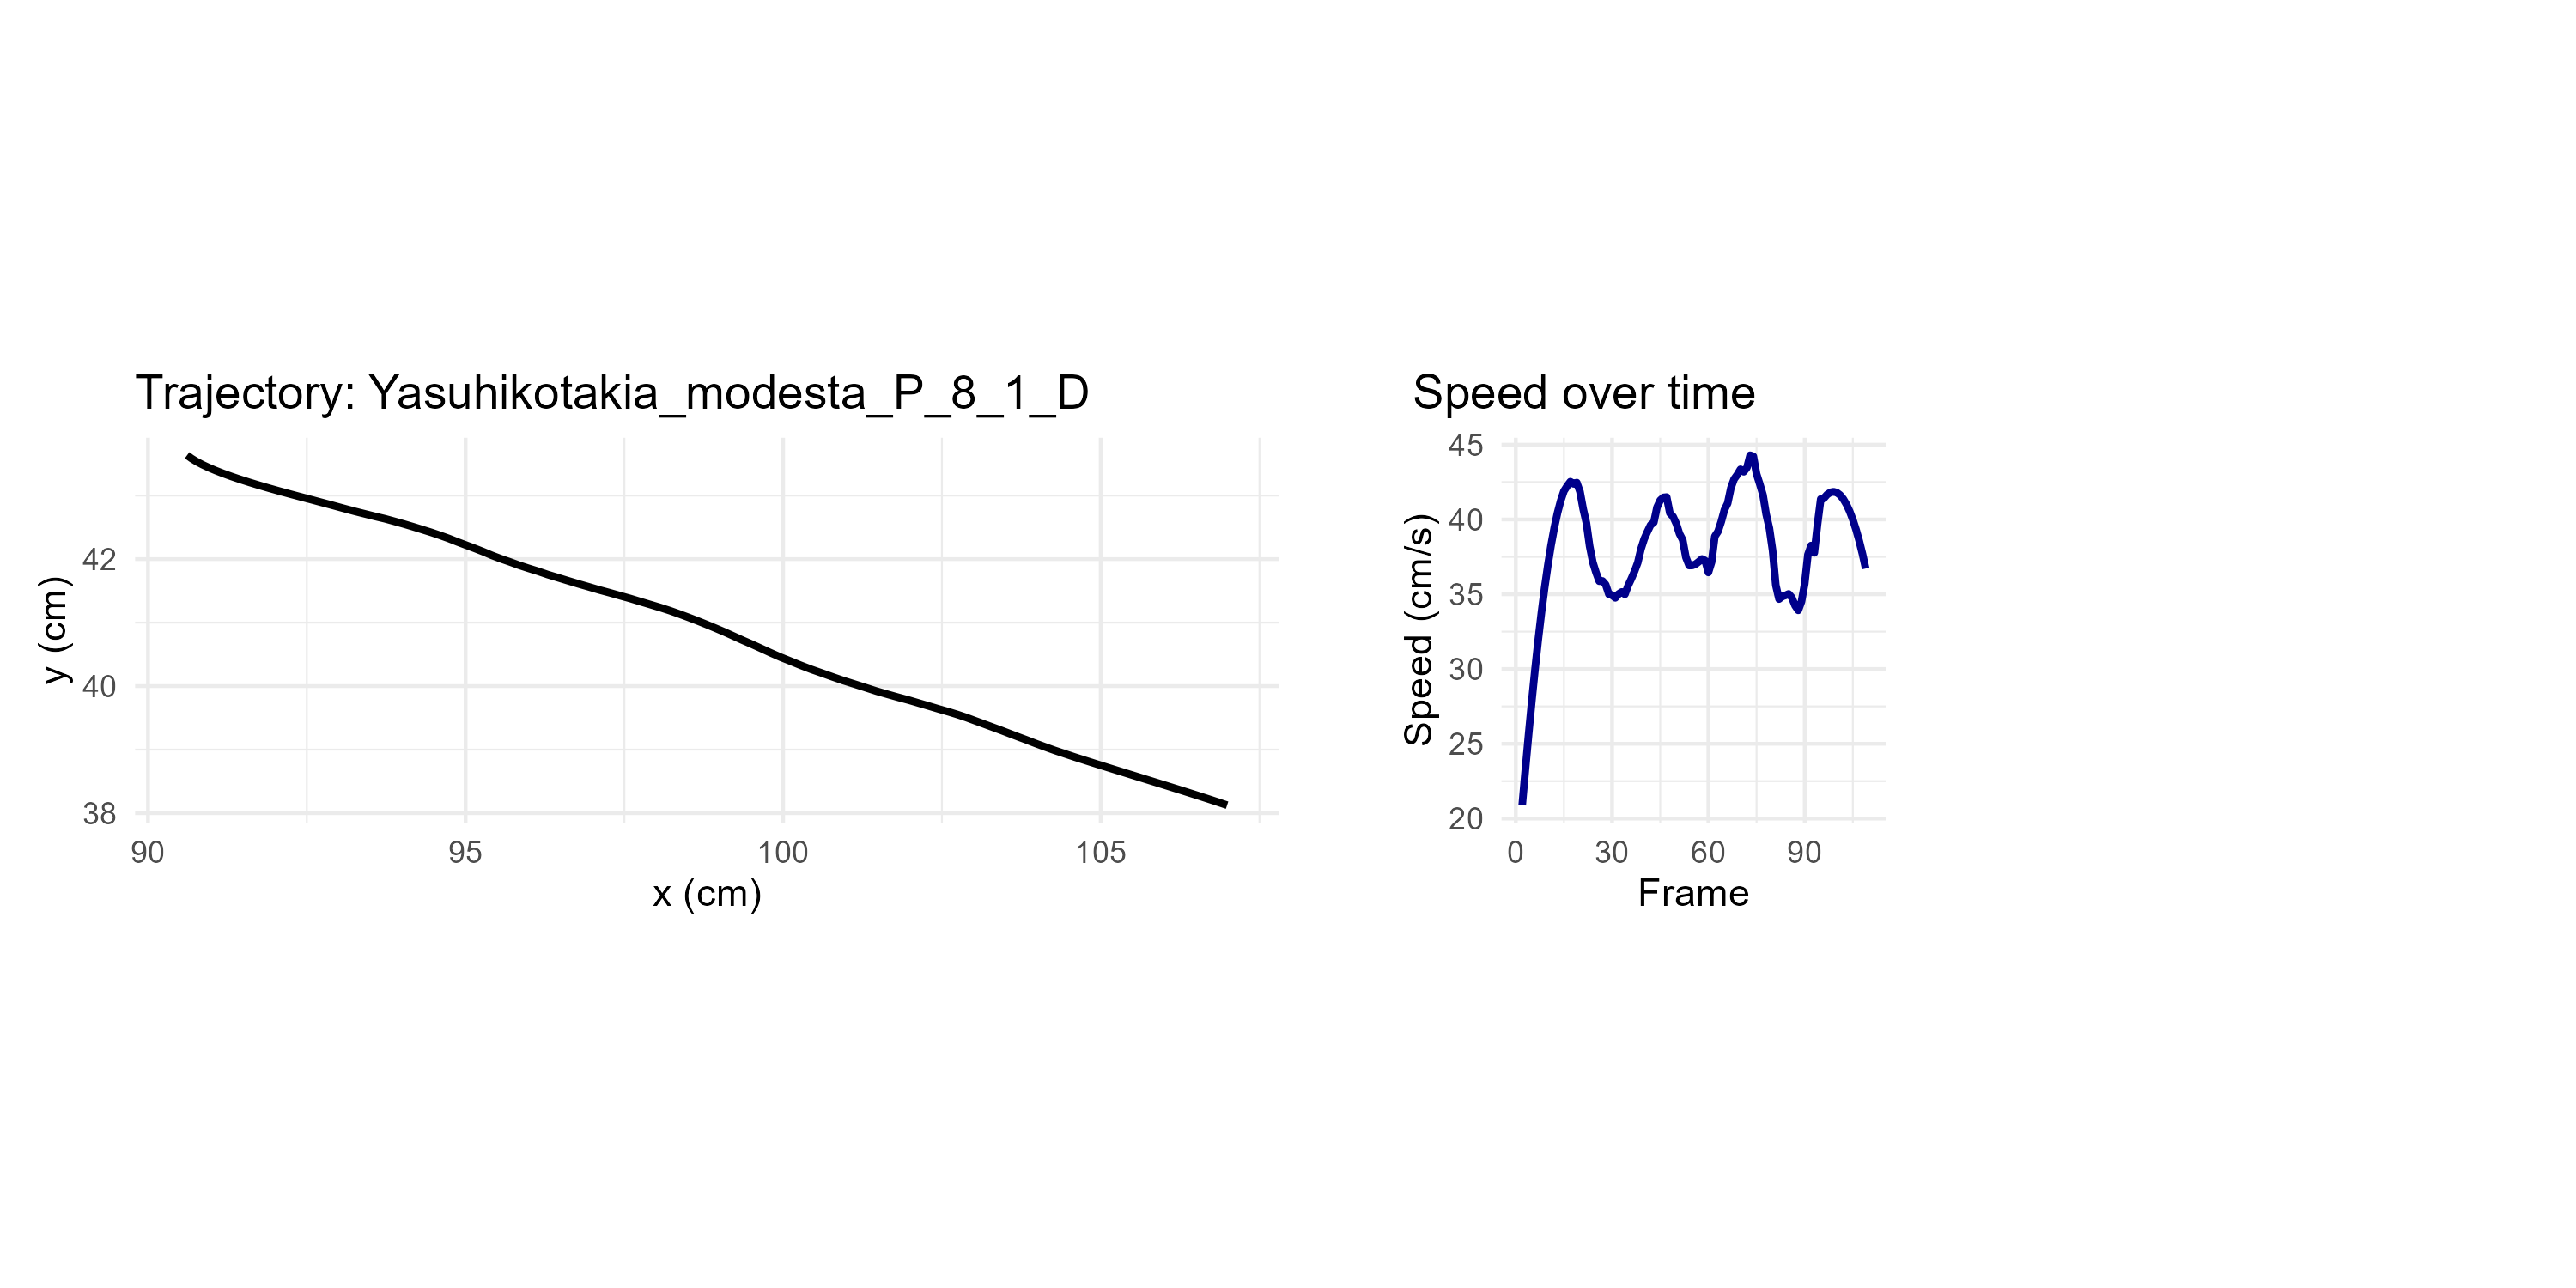 Trajectory: Yasuhikotakia_modesta_P_8_1_D
y (cm)
42
40
38
90 95 100 105
x (cm)
Speed over time
Speed (cm/s)
45
40
35
30
25
20
0 30 60 90
Frame